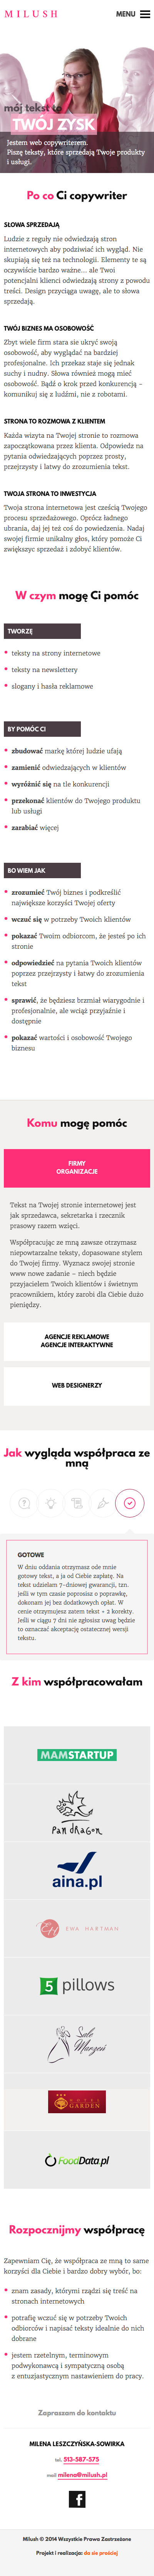 MILUSH
MENU
mój tekst to
TWÓJ ZYSK
Jestem web copywriterem.
Piszę teksty, które sprzedają Twoje produkty
i usługi.
Po co Ci copywriter
SŁOWA SPRZEDAJĄ
Ludzie z reguły nie odwiedzają stron
internetowych aby podziwiać ich wygląd. Nie
skupiają się też na technologii. Elementy te są
oczywiście bardzo ważne... ale Twoi
potencjalni klienci odwiedzają strony z powodu
treści. Design przyciąga uwagę, ale to słowa
sprzedają.
TWÓJ BIZNES MA OSOBOWOŚĆ
Zbyt wiele firm stara sie ukryć swoją
osobowość, aby wyglądać na bardziej
profesjonalne. Ich przekaz staje się jednak
suchy i nudny. Słowa również mogą mieć
osobowość. Bądź o krok przed konkurencją –
komunikuj się z ludźmi, nie z robotami.
STRONA TO ROZMOWA Z KLIENTEM
Każda wizyta na Twojej stronie to rozmowa
zapoczątkowana przez klienta. Odpowiedz na
pytania odwiedzających poprzez prosty,
przejrzysty i łatwy do zrozumienia tekst.
TWOJA STRONA TO INWESTYCJA
Twoja strona internetowa jest cześcią Twojego
procesu sprzedażowego. Oprócz ładnego
ubrania, daj jej też coś do powiedzenia. Nadaj
swojej firmie unikalny głos, który pomoże Ci
zwiększyć sprzedaż i zdobyć klientów.
W czym mogę Ci pomóc
TWORZĘ
teksty na strony internetowe
teksty na newslettery
slogany i hasła reklamowe
BY POMÓC CI
zbudować markę której ludzie ufają
zamienić odwiedzających w klientów
wyróżnić się na tle konkurencji
przekonać klientów do Twojego produktu
lub usługi
zarabiać więcej
BO WIEM JAK
zrozumieć Twój biznes i podkreślić
największe korzyści Twojej oferty
wczuć się w potrzeby Twoich klientów
pokazać Twoim odbiorcom, że jesteś po ich
stronie
odpowiedzieć na pytania Twoich klientów
poprzez przejrzysty i łatwy do zrozumienia
tekst
sprawić, że będziesz brzmiał wiarygodnie i
profesjonalnie, ale wciąż przyjaźnie i
dostępnie
pokazać wartości i osobowość Twojego
biznesu
Komu mogę pomóc
FIRMY
ORGANIZACJE
Tekst na Twojej stronie internetowej jest
jak sprzedawca, sekretarka i rzecznik
prasowy razem wzięci.
Współpracując ze mną zawsze otrzymasz
niepowtarzalne teksty, dopasowane stylem
do Twojej firmy. Wyznacz swojej stronie
www nowe zadanie – niech będzie
przyjacielem Twoich klientów i świetnym
pracownikiem, który zarobi dla Ciebie dużo
pieniędzy.
AGENCJE REKLAMOWE
AGENCJE INTERAKTYWNE
WEB DESIGNERZY
Jak wygląda współpraca ze
mną
GOTOWE
W dniu oddania otrzymasz ode mnie
gotowy tekst, a ja od Ciebie zapłatę. Na
tekst udzielam 7-dniowej gwarancji, tzn.
jeśli w tym czasie poprosisz o poprawkę,
dokonam jej bez dodatkowych opłat. W
cenie otrzymujesz zatem tekst + 2 korekty.
Jeśli w ciągu 7 dni nie zgłosisz uwag będzie
to oznaczać akceptację ostatecznej wersji
tekstu.
Z kim współpracowałam
MAMSTARTUP
Pan dRagon
aina.pl
EWA HARTMAN
5 pillows
Sale Marzeń
GARDEN
FoodData.pl
Rozpocznijmy współpracę
Zapewniam Cię, że współpraca ze mną to same
korzyści dla Ciebie i bardzo dobry wybór, bo:
znam zasady, którymi rządzi się treść na
stronach internetowych
potrafię wczuć się w potrzeby Twoich
odbiorców i napisać teksty idealnie do nich
dobrane
jestem rzetelnym, terminowym
podwykonawcą i sympatyczną osobą
z entuzjastycznym nastawieniem do pracy.
Zapraszam do kontaktu
MILENA LESZCZYŃSKA-SOWIRKA
tel. 513-587-575
mail milena@milush.pl
Milush © 2014 Wszystkie Prawa Zastrzeżone
Projekt i realizacja: da sie prościej